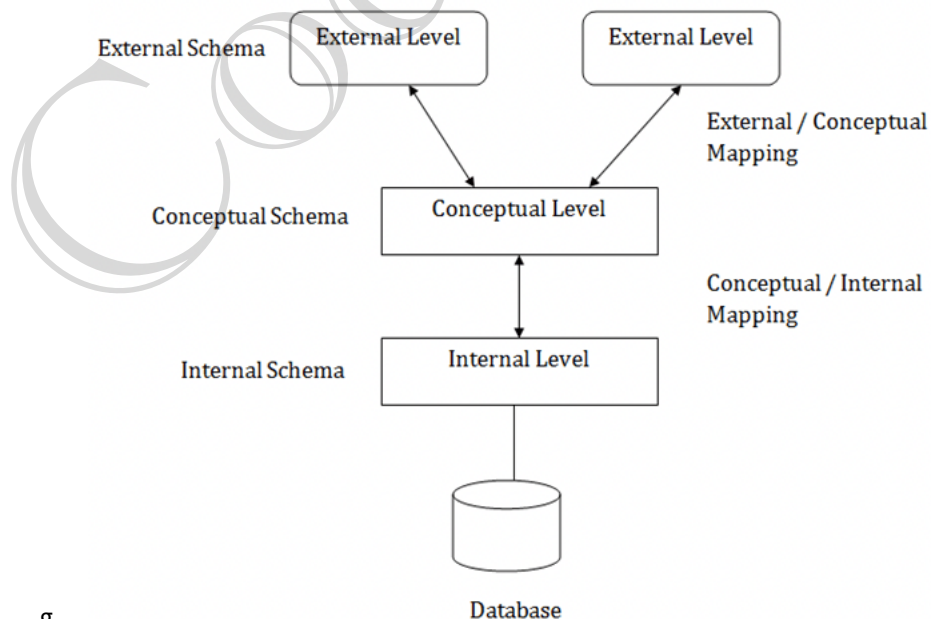 External Schema
External Level
External Level
External / Conceptual
Mapping
Conceptual Schema
Conceptual Level
Conceptual / Internal
Mapping
Internal Schema
Internal Level
Database
g